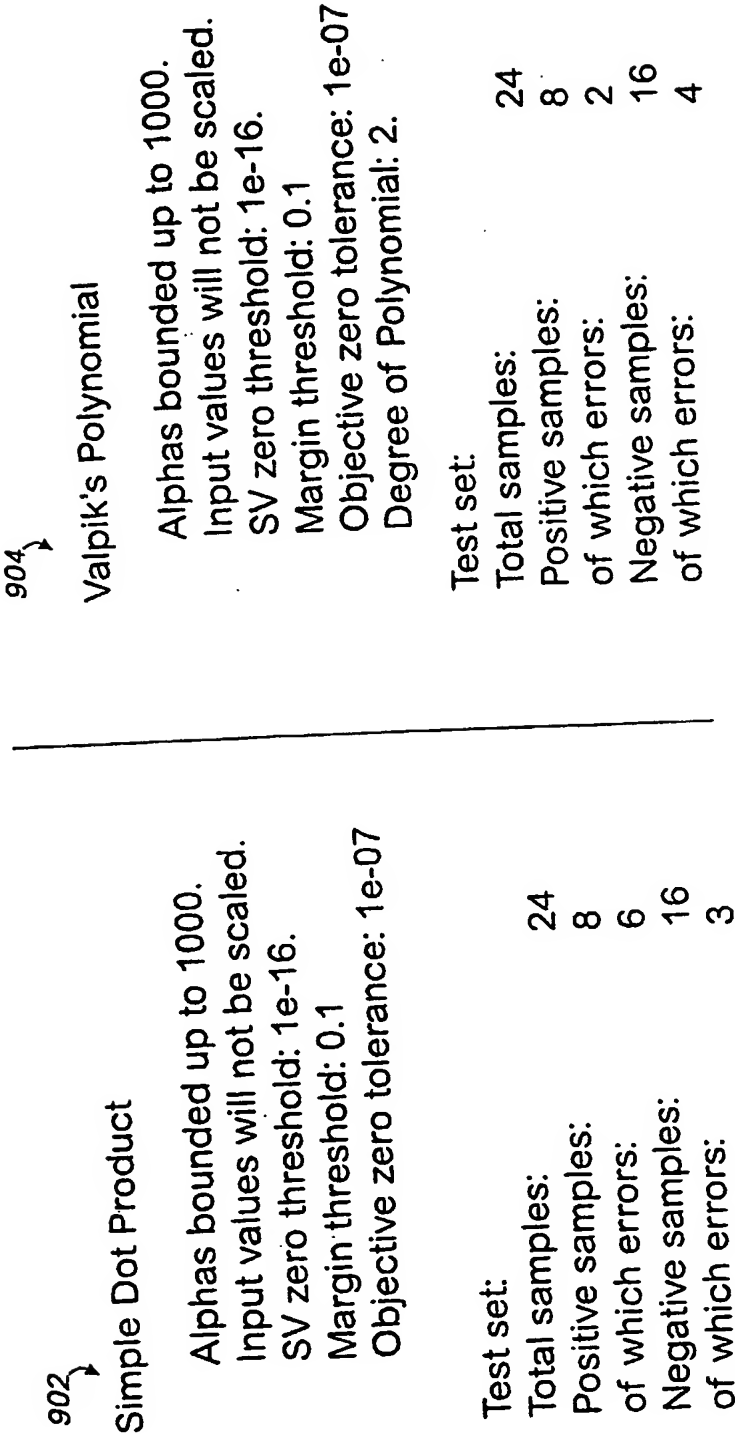 902
Simple Dot Product
Alphas bounded up to 1000.
Input values will not be scaled.
SV zero threshold: 1e-16.
Margin threshold: 0.1
Objective zero tolerance: 1e-07
Test set:
Total samples: 24
Positive samples: 8
of which errors: 6
Negative samples: 16
of which errors: 3
904
Valpik's Polynomial
Alphas bounded up to 1000.
Input values will not be scaled.
SV zero threshold: 1e-16.
Margin threshold: 0.1
Objective zero tolerance: 1e-07
Degree of Polynomial: 2.
Test set:
Total samples: 24
Positive samples: 8
of which errors: 2
Negative samples: 16
of which errors: 4